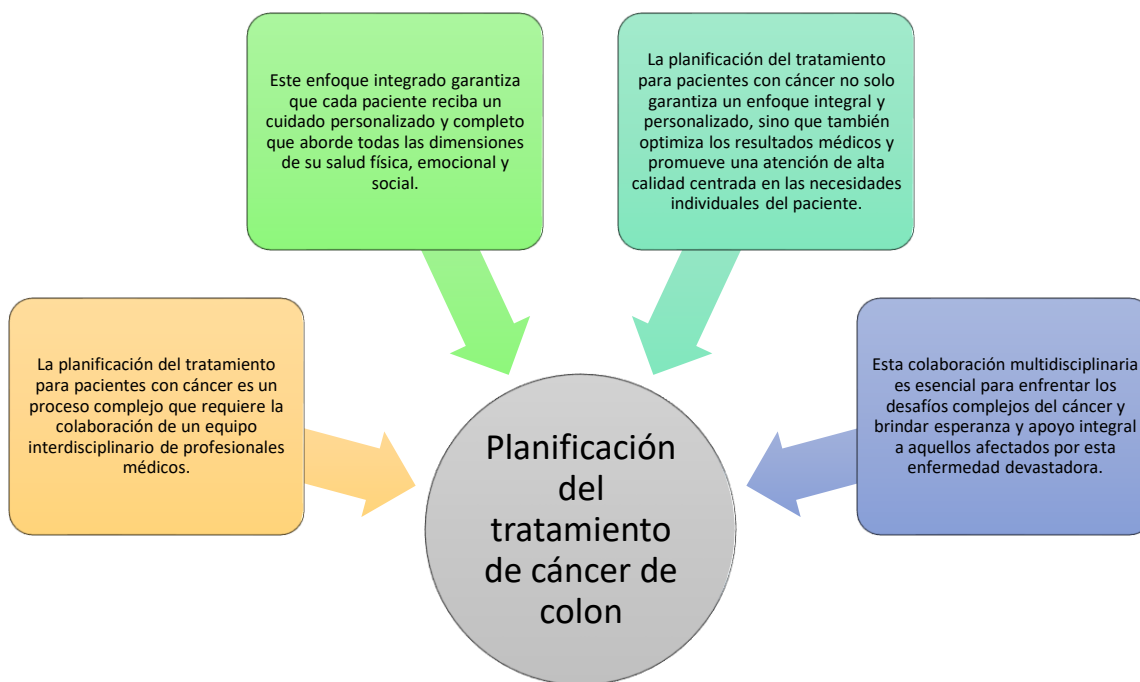 Este enfoque integrado garantiza
que cada paciente reciba un
cuidado personalizado y completo
que aborde todas las dimensiones
de su salud física, emocional y
social.
La planificación del tratamiento
para pacientes con cáncer no solo
garantiza un enfoque integral y
personalizado, sino que también
optimiza los resultados médicos y
promueve una atención de alta
calidad centrada en las necesidades
individuales del paciente.
La planificación del tratamiento
para pacientes con cáncer es un
proceso complejo que requiere la
colaboración de un equipo
interdisciplinario de profesionales
médicos.
Esta colaboración multidisciplinaria
es esencial para enfrentar los
desafíos complejos del cáncer y
brindar esperanza y apoyo integral
a aquellos afectados por esta
enfermedad devastadora.
Planificación
del
tratamiento
de cáncer de
colon